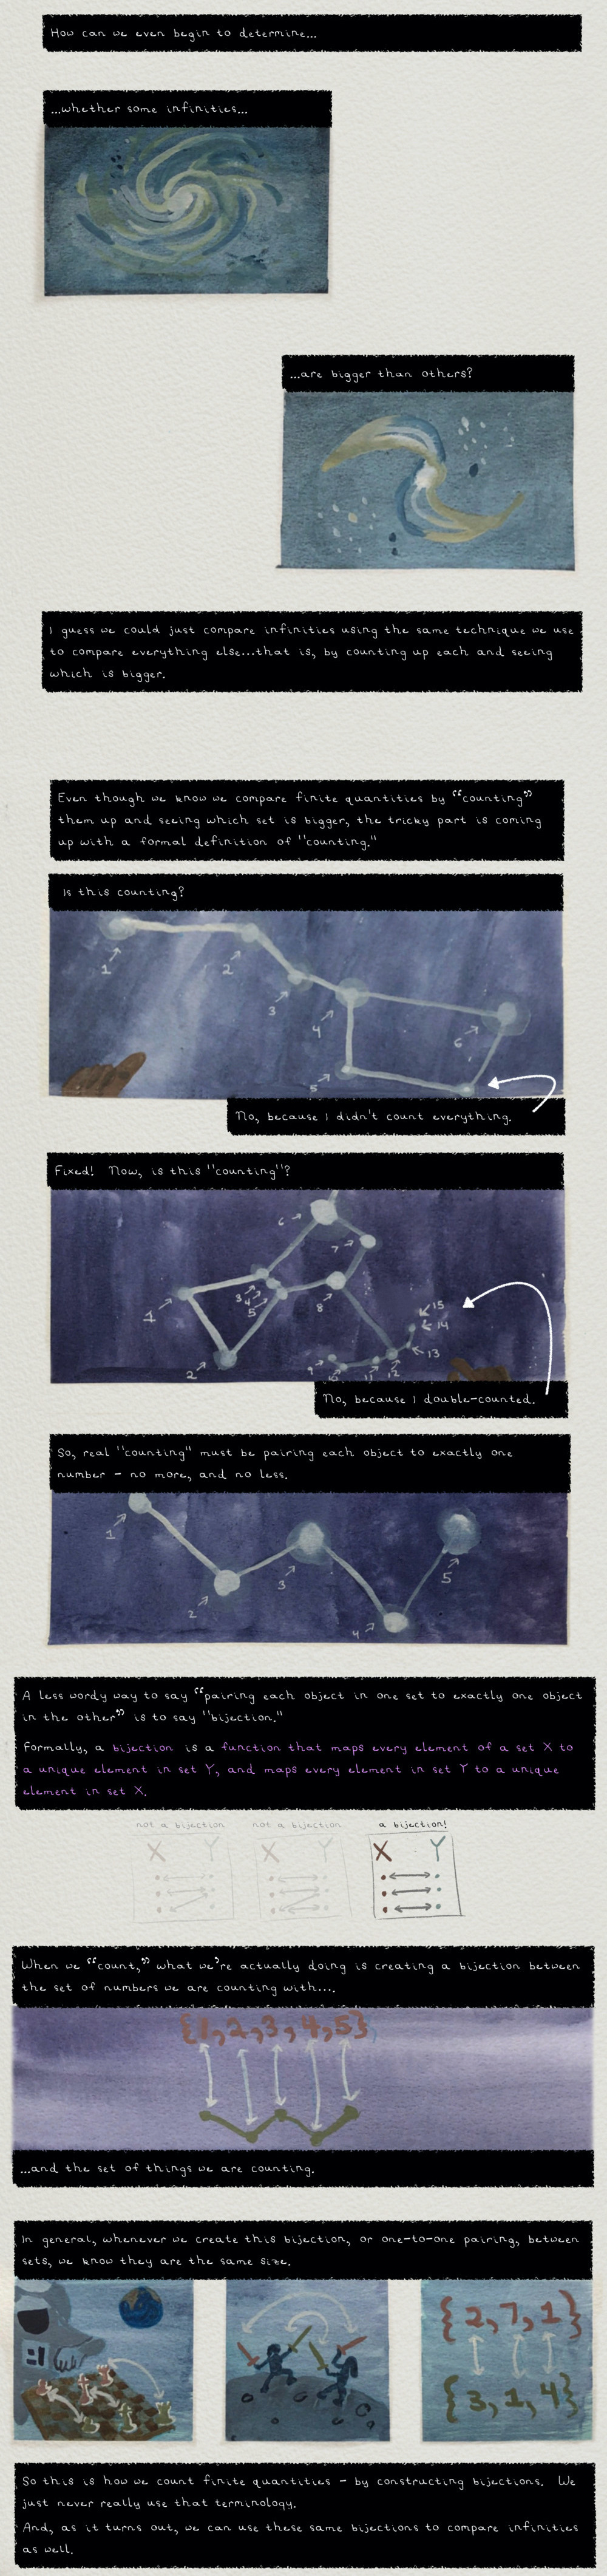 How can we even begin to determine...
...whether some infinities...
...are bigger than others?
I guess we could just compare infinities using the same technique we use
to compare everything else...that is, by counting up each and seeing
which is bigger.
Even though we know we compare finite quantities by “counting”
them up and seeing which set is bigger, the tricky part is coming
up with a formal definition of "counting."
Is this counting?
1
2
3
4
5
6
No, because I didn't count everything.
Fixed! Now, is this "counting"?
6
7
1
3
4
5
8
15
14
2
9
10
11
12
13
No, because I double-counted.
So, real "counting" must be pairing each object to exactly one
number - no more, and no less.
1
2
3
4
5
A less wordy way to say “pairing each object in one set to exactly one object
in the other” is to say "bijection."
Formally, a bijection is a function that maps every element of a set X to
a unique element in set Y, and maps every element in set Y to a unique
element in set X.
not a bijection not a bijection a bijection!
X Y X Y X Y
When we “count,” what we’re actually doing is creating a bijection between
the set of numbers we are counting with....
{1,2,3,4,5}
...and the set of things we are counting.
In general, whenever we create this bijection, or one-to-one pairing, between
sets, we know they are the same size.
{2,7,1}
{3,1,4}
So this is how we count finite quantities - by constructing bijections. We
just never really use that terminology.
And, as it turns out, we can use these same bijections to compare infinities
as well.